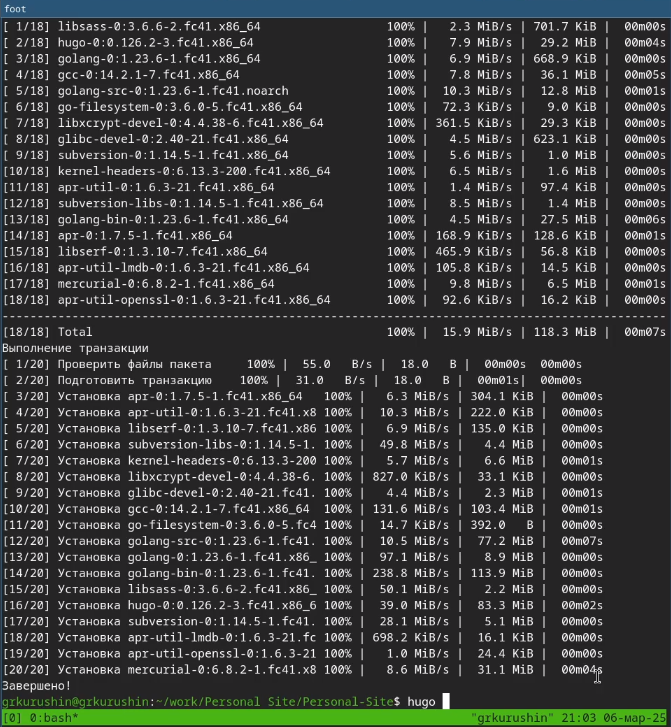 foot
[ 1/18] libsass-0:3.6.6-2.fc41.x86_64 100% | 2.3 MiB/s | 701.7 KiB | 00m00s
[ 2/18] hugo-0:0.126.2-3.fc41.x86_64 100% | 7.9 MiB/s | 29.2 MiB | 00m04s
[ 3/18] golang-0:1.23.6-1.fc41.x86_64 100% | 6.9 MiB/s | 668.9 KiB | 00m00s
[ 4/18] gcc-0:14.2.1-7.fc41.x86_64 100% | 7.8 MiB/s | 36.1 MiB | 00m05s
[ 5/18] golang-src-0:1.23.6-1.fc41.noarch 100% | 10.3 MiB/s | 12.8 MiB | 00m01s
[ 6/18] go-filesystem-0:3.6.0-5.fc41.x86_64 100% | 72.3 KiB/s | 9.0 KiB | 00m00s
[ 7/18] libxcrypt-devel-0:4.4.38-6.fc41.x86_64 100% | 361.5 KiB/s | 29.3 KiB | 00m00s
[ 8/18] glibc-devel-0:2.40-21.fc41.x86_64 100% | 4.5 MiB/s | 623.1 KiB | 00m00s
[ 9/18] subversion-0:1.14.5-1.fc41.x86_64 100% | 5.6 MiB/s | 1.0 MiB | 00m00s
[10/18] kernel-headers-0:6.13.3-200.fc41.x86_64 100% | 6.5 MiB/s | 1.6 MiB | 00m00s
[11/18] apr-util-0:1.6.3-21.fc41.x86_64 100% | 1.4 MiB/s | 97.4 KiB | 00m00s
[12/18] subversion-libs-0:1.14.5-1.fc41.x86_64 100% | 8.5 MiB/s | 1.4 MiB | 00m00s
[13/18] golang-bin-0:1.23.6-1.fc41.x86_64 100% | 4.5 MiB/s | 27.5 MiB | 00m06s
[14/18] apr-0:1.7.5-1.fc41.x86_64 100% | 168.9 KiB/s | 128.6 KiB | 00m01s
[15/18] libserf-0:1.3.10-7.fc41.x86_64 100% | 465.9 KiB/s | 56.8 KiB | 00m00s
[16/18] apr-util-lmdb-0:1.6.3-21.fc41.x86_64 100% | 105.8 KiB/s | 14.5 KiB | 00m00s
[17/18] mercurial-0:6.8.2-1.fc41.x86_64 100% | 9.8 MiB/s | 6.5 MiB | 00m01s
[18/18] apr-util-openssl-0:1.6.3-21.fc41.x86_64 100% | 92.6 KiB/s | 16.2 KiB | 00m00s
--------------------------------------------------------------------------------
[18/18] Total 100% | 15.9 MiB/s | 118.3 MiB | 00m07s
Выполнение транзакции
[ 1/20] Проверить файлы пакета 100% | 55.0 B/s | 18.0 B | 00m00s 00m00s
[ 2/20] Подготовить транзакцию 100% | 31.0 B/s | 18.0 B | 00m01s| 00m00s
[ 3/20] Установка apr-0:1.7.5-1.fc41.x86_64 100% | 6.3 MiB/s | 304.1 KiB | 00m00s
[ 4/20] Установка apr-util-0:1.6.3-21.fc41.x8 100% | 10.3 MiB/s | 222.0 KiB | 00m00s
[ 5/20] Установка libserf-0:1.3.10-7.fc41.x86 100% | 6.9 MiB/s | 135.0 KiB | 00m00s
[ 6/20] Установка subversion-libs-0:1.14.5-1. 100% | 49.8 MiB/s | 4.4 MiB | 00m00s
[ 7/20] Установка kernel-headers-0:6.13.3-200 100% | 5.7 MiB/s | 6.6 MiB | 00m01s
[ 8/20] Установка libxcrypt-devel-0:4.4.38-6. 100% | 827.0 KiB/s | 33.1 KiB | 00m00s
[ 9/20] Установка glibc-devel-0:2.40-21.fc41. 100% | 4.4 MiB/s | 2.3 MiB | 00m01s
[10/20] Установка gcc-0:14.2.1-7.fc41.x86_64 100% | 131.6 MiB/s | 103.4 MiB | 00m01s
[11/20] Установка go-filesystem-0:3.6.0-5.fc4 100% | 14.7 KiB/s | 392.0 B | 00m00s
[12/20] Установка golang-src-0:1.23.6-1.fc41. 100% | 10.5 MiB/s | 77.2 MiB | 00m07s
[13/20] Установка golang-0:1.23.6-1.fc41.x86_ 100% | 97.1 MiB/s | 8.9 MiB | 00m00s
[14/20] Установка golang-bin-0:1.23.6-1.fc41. 100% | 238.8 MiB/s | 113.9 MiB | 00m00s
[15/20] Установка libsass-0:3.6.6-2.fc41.x86_ 100% | 50.1 MiB/s | 2.2 MiB | 00m00s
[16/20] Установка hugo-0:0.126.2-3.fc41.x86_6 100% | 39.0 MiB/s | 83.3 MiB | 00m02s
[17/20] Установка subversion-0:1.14.5-1.fc41. 100% | 28.1 MiB/s | 5.1 MiB | 00m00s
[18/20] Установка apr-util-lmdb-0:1.6.3-21.fc 100% | 698.2 KiB/s | 16.1 KiB | 00m00s
[19/20] Установка apr-util-openssl-0:1.6.3-21 100% | 1.0 MiB/s | 24.4 KiB | 00m00s
[20/20] Установка mercurial-0:6.8.2-1.fc41.x8 100% | 8.6 MiB/s | 31.1 MiB | 00m04s
Завершено!
grkurushin@grkurushin:~/work/Personal Site/Personal-Site$ hugo
[0] 0:bash* "grkurushin" 21:03 06-мар-25